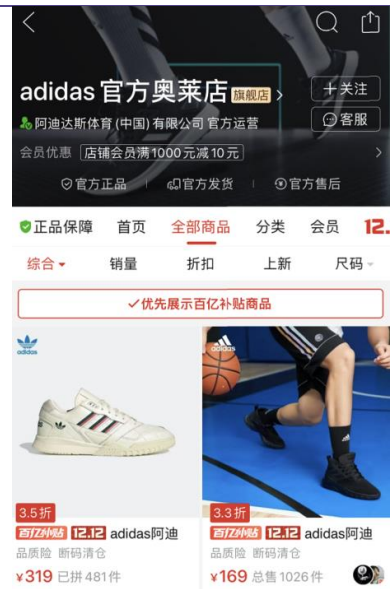 adidas 官方奥莱店 旗舰店
+关注
阿迪达斯体育(中国)有限公司 官方运营
客服
会员优惠 店铺会员满1000元减10元
官方正品 官方发货 官方售后
正品保障 首页 全部商品 分类 会员 12.
综合 销量 折扣 上新 尺码
✓优先展示百亿补贴商品
adidas
adidas
3.5折
3.3折
百亿补贴 12.12 adidas阿迪
百亿补贴 12.12 adidas阿迪
品质险 断码清仓
品质险 断码清仓
¥319 已拼481件
¥169 总售1026件